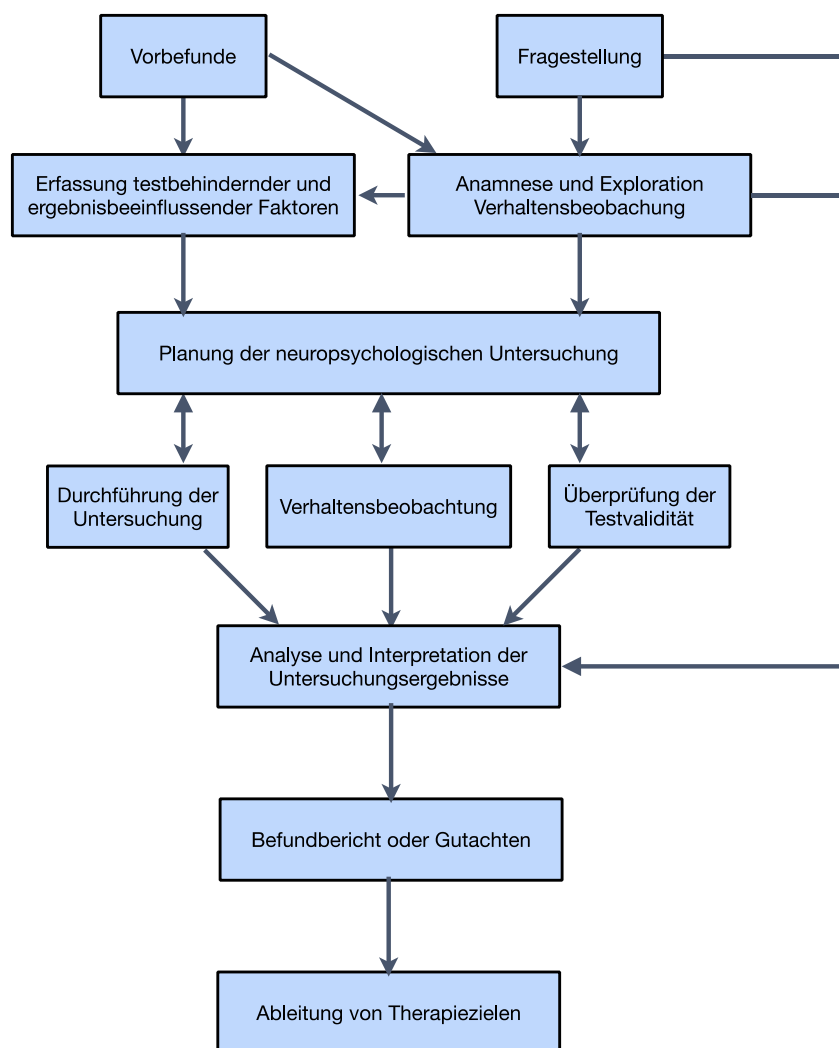 Vorbefunde
Fragestellung
Erfassung testbehindernder und
ergebnisbeeinflussender Faktoren
Anamnese und Exploration
Verhaltensbeobachung
Planung der neuropsychologischen Untersuchung
Durchführung der
Untersuchung
Verhaltensbeobachtung
Überprüfung der
Testvalidität
Analyse und Interpretation der
Untersuchungsergebnisse
Befundbericht oder Gutachten
Ableitung von Therapiezielen